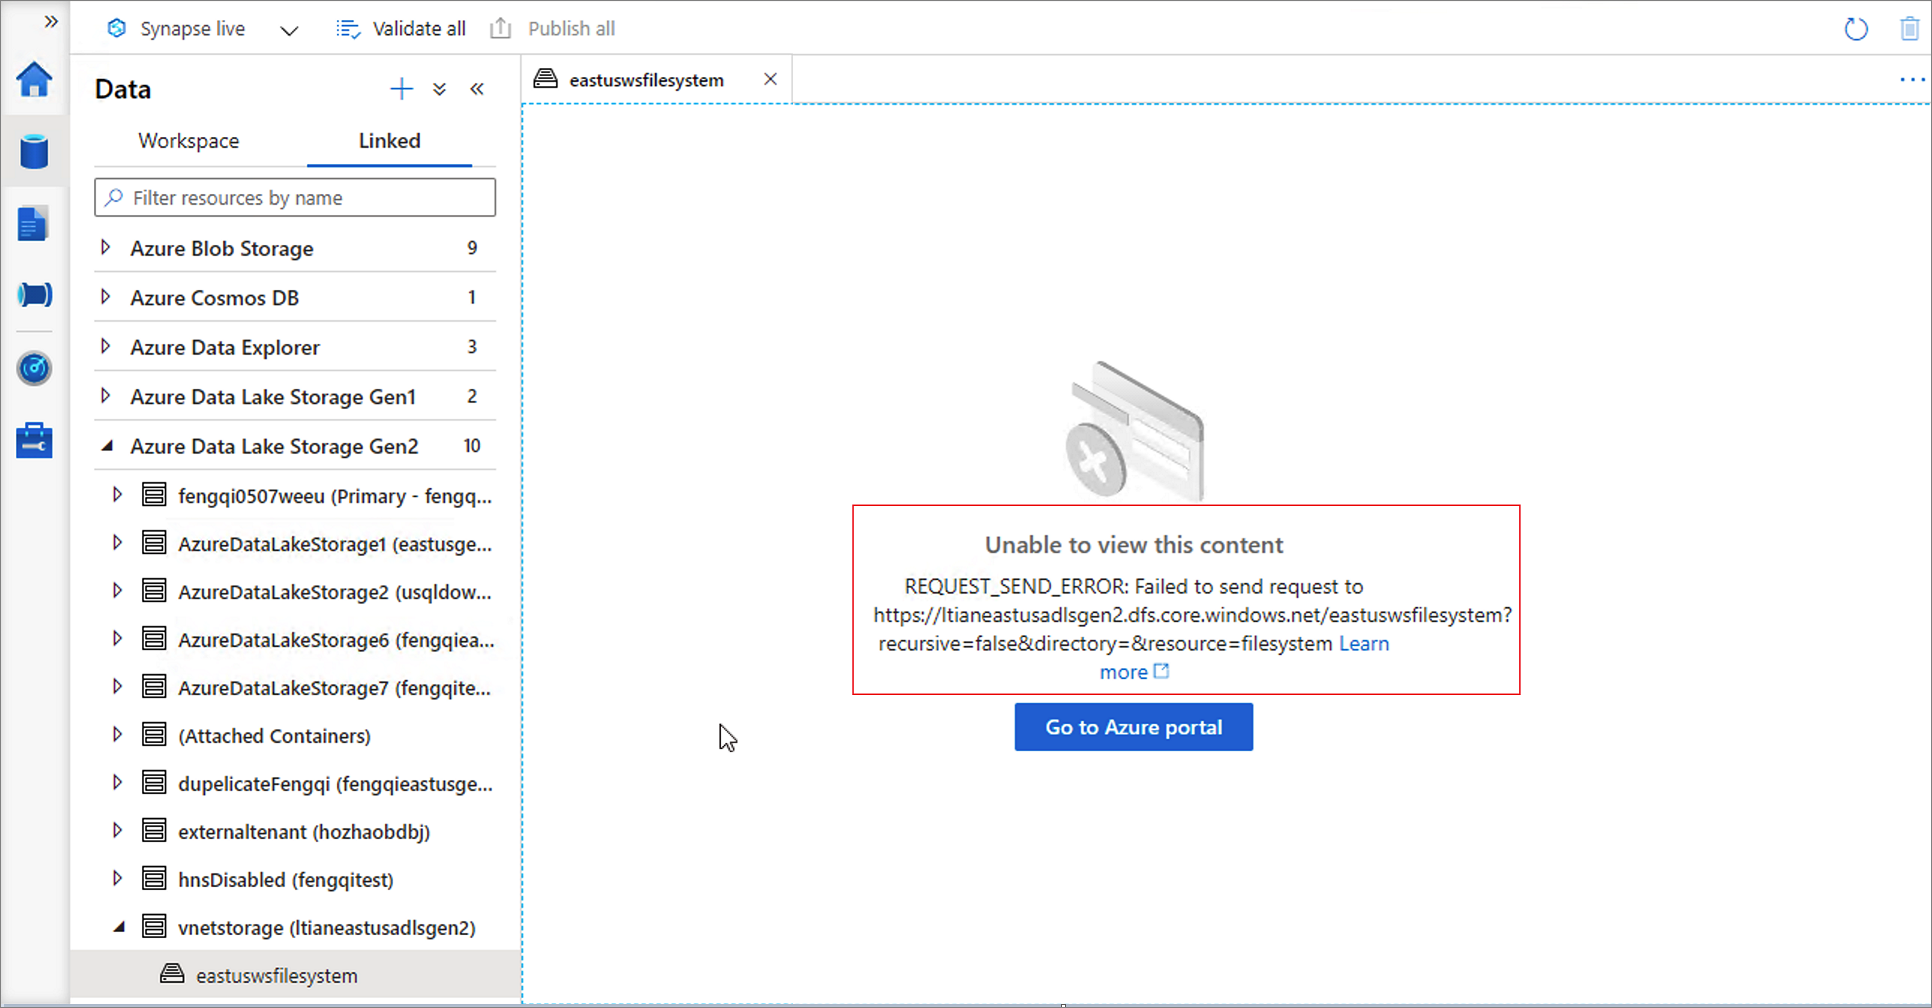 Synapse live
Validate all
Publish all
Data
Workspace
Linked
Filter resources by name
Azure Blob Storage 9
Azure Cosmos DB 1
Azure Data Explorer 3
Azure Data Lake Storage Gen1 2
Azure Data Lake Storage Gen2 10
fengqi0507weeu (Primary - fengq...
AzureDataLakeStorage1 (eastusge...
AzureDataLakeStorage2 (usqldow...
AzureDataLakeStorage6 (fengqiea...
AzureDataLakeStorage7 (fengqite...
(Attached Containers)
dupelicateFengqi (fengqieastusge...
externaltenant (hozhaobdbj)
hnsDisabled (fengqitest)
vnetstorage (ltianeastusadlsgen2)
eastuswsfilesystem
eastuswsfilesystem
Unable to view this content
REQUEST_SEND_ERROR: Failed to send request to
https://ltianeastusadlsgen2.dfs.core.windows.net/eastuswsfilesystem?
recursive=false&directory=&resource=filesystem Learn
more
Go to Azure portal